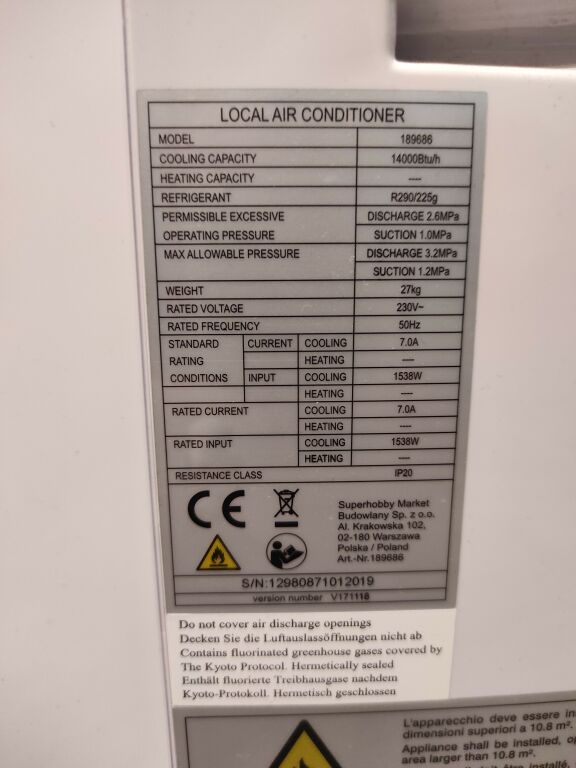 LOCAL AIR CONDITIONER
MODEL 189686
COOLING CAPACITY 14000Btu/h
HEATING CAPACITY ----
REFRIGERANT R290/225g
PERMISSIBLE EXCESSIVE DISCHARGE 2.6MPa
OPERATING PRESSURE SUCTION 1.0MPa
MAX ALLOWABLE PRESSURE DISCHARGE 3.2MPa
SUCTION 1.2MPa
WEIGHT 27kg
RATED VOLTAGE 230V~
RATED FREQUENCY 50Hz
STANDARD CURRENT COOLING 7.0A
RATING HEATING ----
CONDITIONS INPUT COOLING 1538W
HEATING ----
RATED CURRENT COOLING 7.0A
HEATING ----
RATED INPUT COOLING 1538W
HEATING ----
RESISTANCE CLASS IP20
CE
Superhobby Market
Budowlany Sp. z o.o.
Al. Krakowska 102,
02-180 Warszawa
Polska / Poland
Art.-Nr.189686
S/N:12980871012019
version number V171118
Do not cover air discharge openings
Decken Sie die Luftauslassöffnungen nicht ab
Contains fluorinated greenhouse gases covered by
The Kyoto Protocol. Hermetically sealed
Enthält fluorierte Treibhausgase nachdem
Kyoto-Protokoll. Hermetisch geschlossen
L'apparecchio deve essere in
dimensioni superiori a 10.8 m².
Appliance shall be installed, op
area larger than 10.8 m².
être installé,